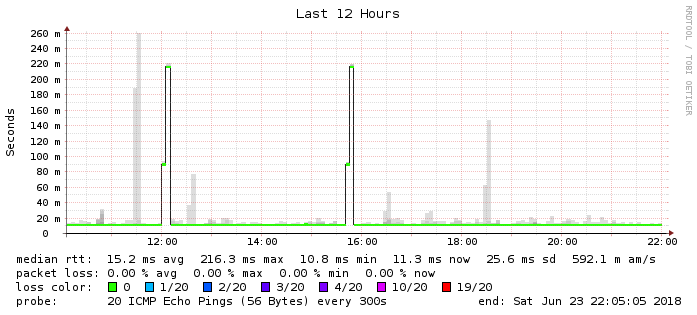 Last 12 Hours
RRDTOOL / TOBI OETIKER
Seconds
260 m
240 m
220 m
200 m
180 m
160 m
140 m
120 m
100 m
80 m
60 m
40 m
20 m
0
12:00 14:00 16:00 18:00 20:00 22:00
median rtt: 15.2 ms avg 216.3 ms max 10.8 ms min 11.3 ms now 25.6 ms sd 592.1 m am/s
packet loss: 0.00 % avg 0.00 % max 0.00 % min 0.00 % now
loss color: 0 1/20 2/20 3/20 4/20 10/20 19/20
probe: 20 ICMP Echo Pings (56 Bytes) every 300s end: Sat Jun 23 22:05:05 2018